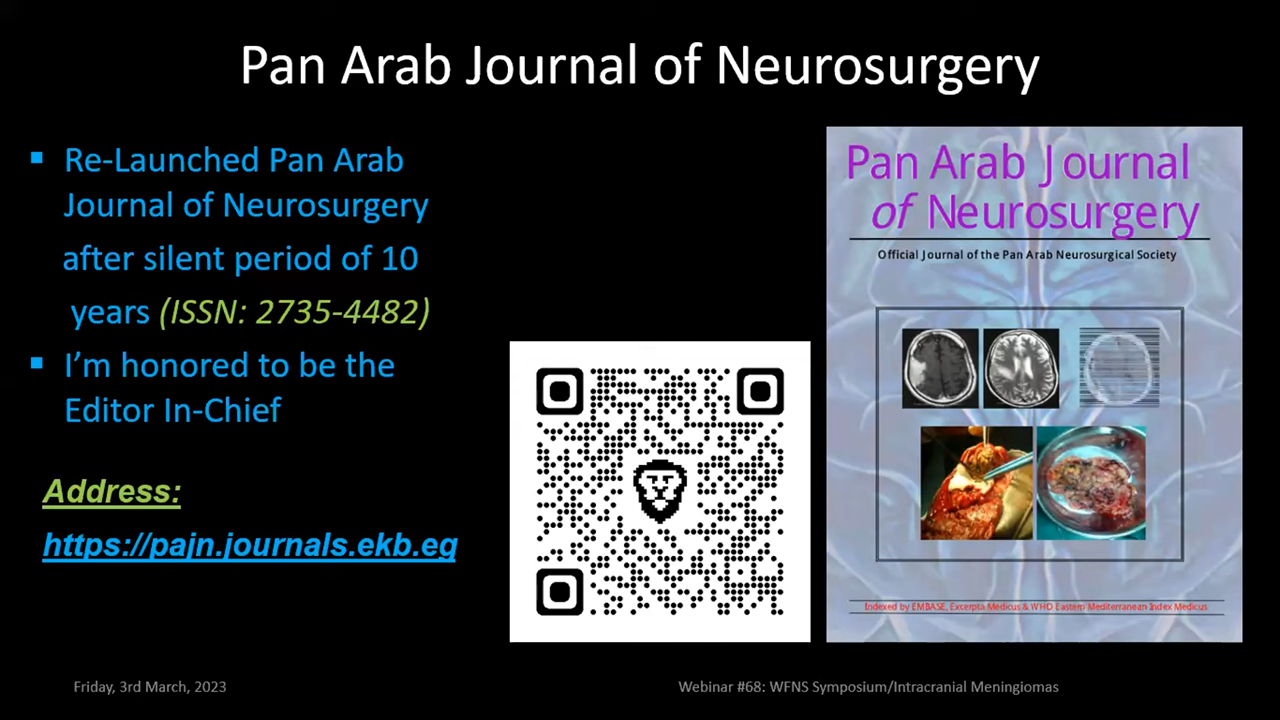 Pan Arab Journal of Neurosurgery
Re-Launched Pan Arab
Journal of Neurosurgery
after silent period of 10
years (ISSN: 2735-4482)
I'm honored to be the
Editor In-Chief
Address:
https://pajn.journals.ekb.eg
Pan Arab Journal
of Neurosurgery
Official Journal of the Pan Arab Neurosurgical Society
Indexed by EMBASE, Excerpta Medicus & WHO Eastern Mediterranean Index Medicus
Friday, 3rd March, 2023
Webinar #68: WFNS Symposium/Intracranial Meningiomas